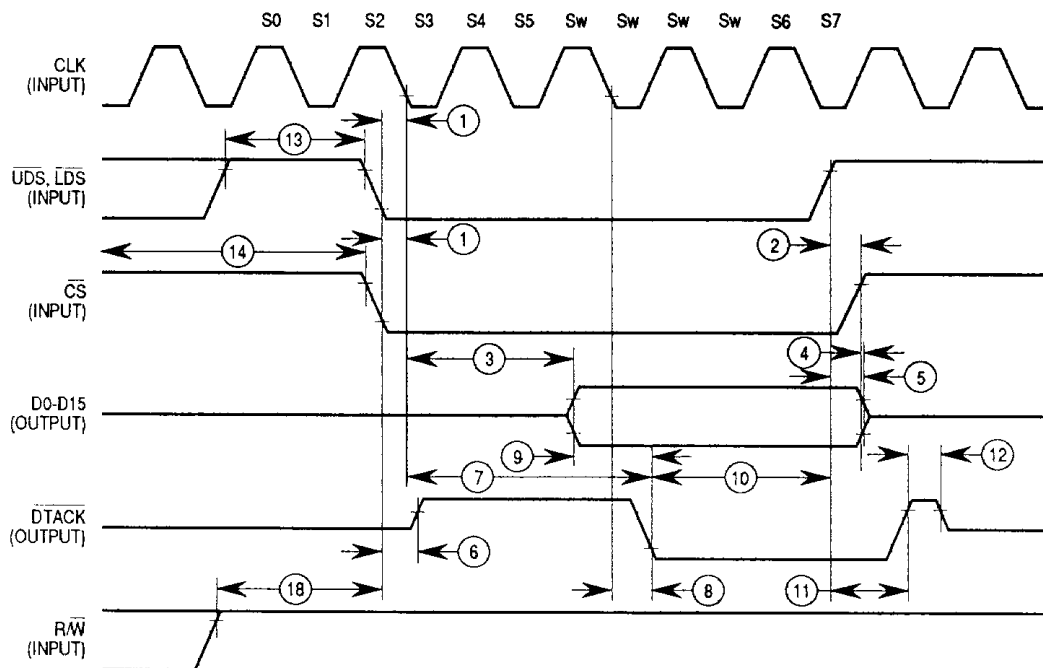 S0 S1 S2 S3 S4 S5 Sw Sw Sw Sw S6 S7
CLK
(INPUT)
1
13
UDS, LDS
(INPUT)
1
2
14
CS
(INPUT)
3
4
5
D0-D15
(OUTPUT)
9
7
10
12
DTACK
(OUTPUT)
6
18
8
11
R/W
(INPUT)